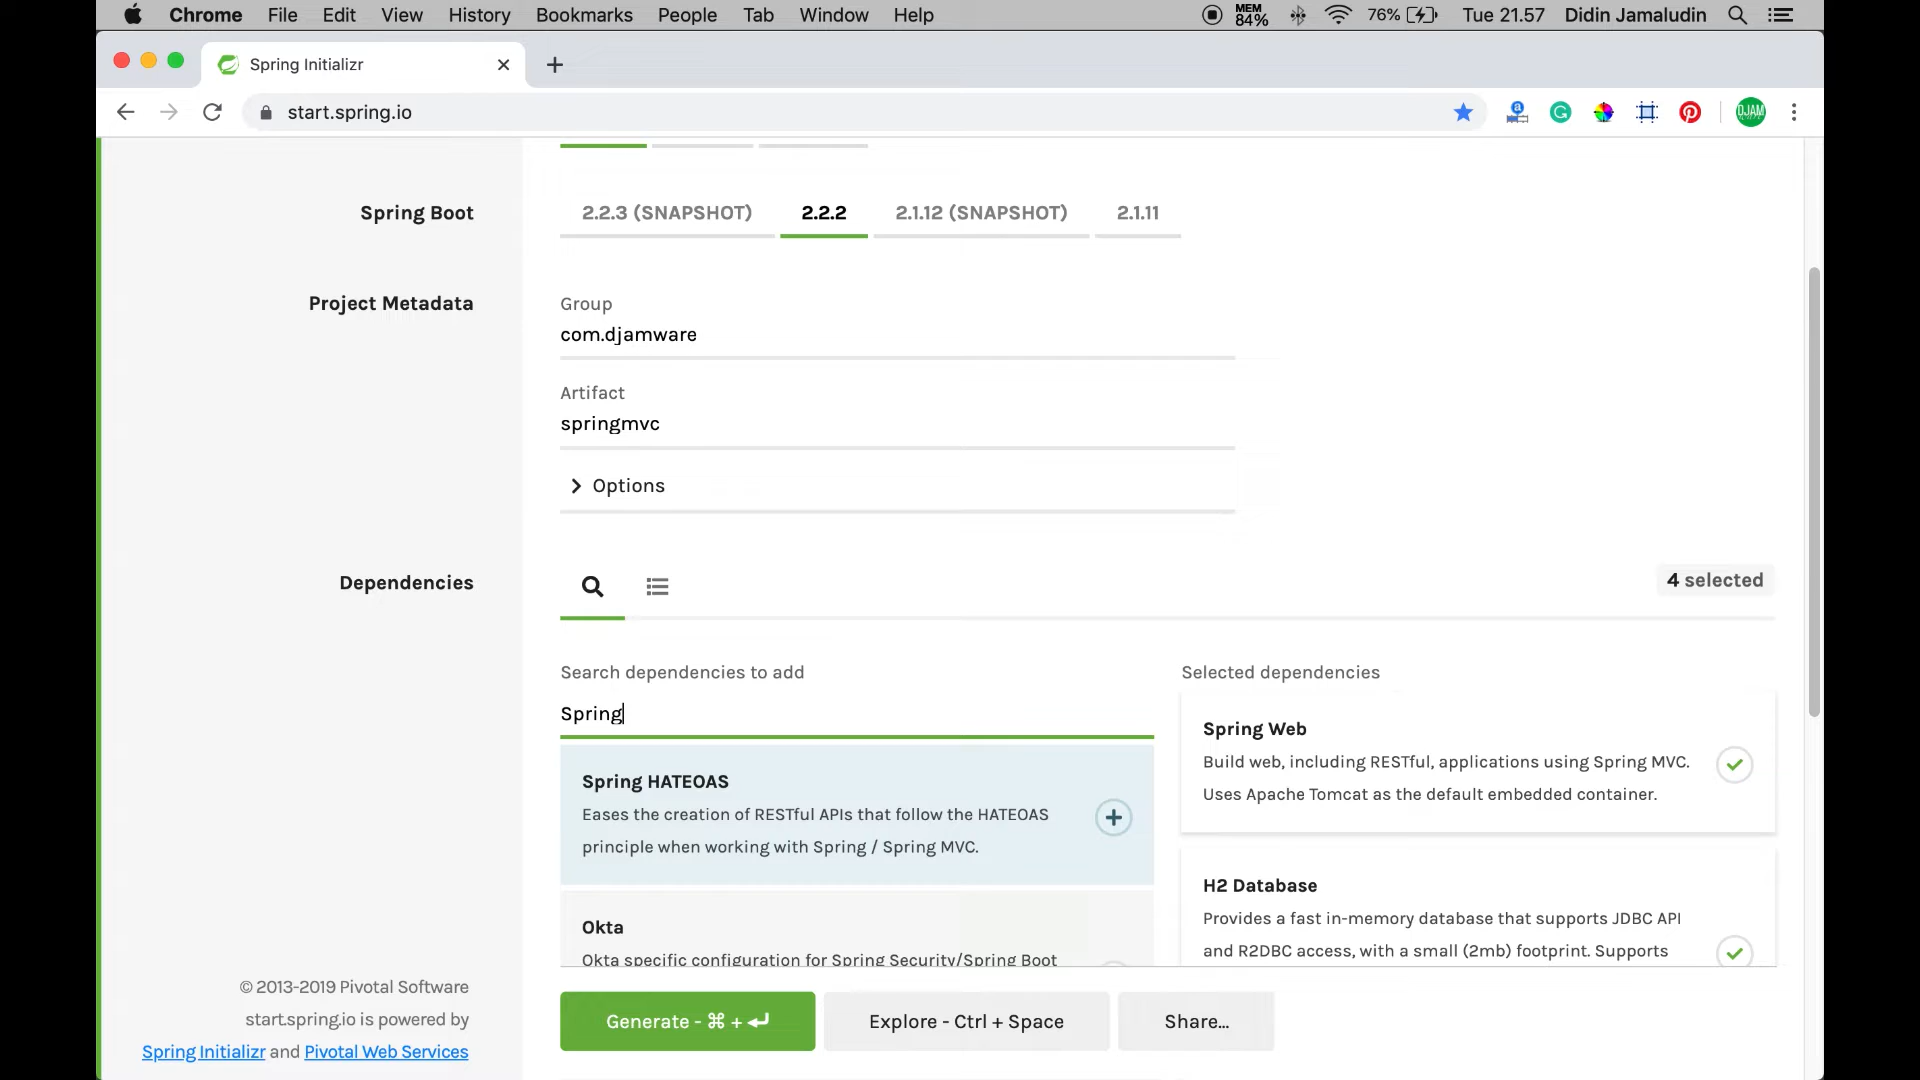 Chrome File Edit View History Bookmarks People Tab Window Help MEM 84% 76% Tue 21.57 Didin Jamaludin
Spring Initializr
start.spring.io
Spring Boot
2.2.3 (SNAPSHOT) 2.2.2 2.1.12 (SNAPSHOT) 2.1.11
Project Metadata
Group
com.djamware
Artifact
springmvc
Options
Dependencies
4 selected
Search dependencies to add
Spring
Spring HATEOAS
Eases the creation of RESTful APIs that follow the HATEOAS
principle when working with Spring / Spring MVC.
Okta
Okta specific configuration for Spring Security/Spring Boot
Selected dependencies
Spring Web
Build web, including RESTful, applications using Spring MVC.
Uses Apache Tomcat as the default embedded container.
H2 Database
Provides a fast in-memory database that supports JDBC API
and R2DBC access, with a small (2mb) footprint. Supports
© 2013-2019 Pivotal Software
start.spring.io is powered by
Spring Initializr and Pivotal Web Services
Generate - ⌘ + ↵
Explore - Ctrl + Space
Share...